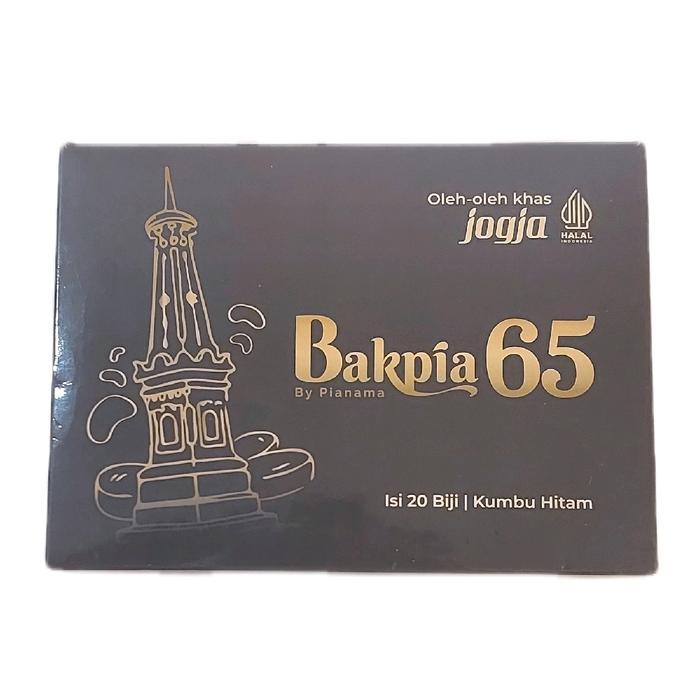 Oleh-oleh khas
jogja
HALAL
INDONESIA
Bakpia 65
By Pianama
Isi 20 Biji | Kumbu Hitam